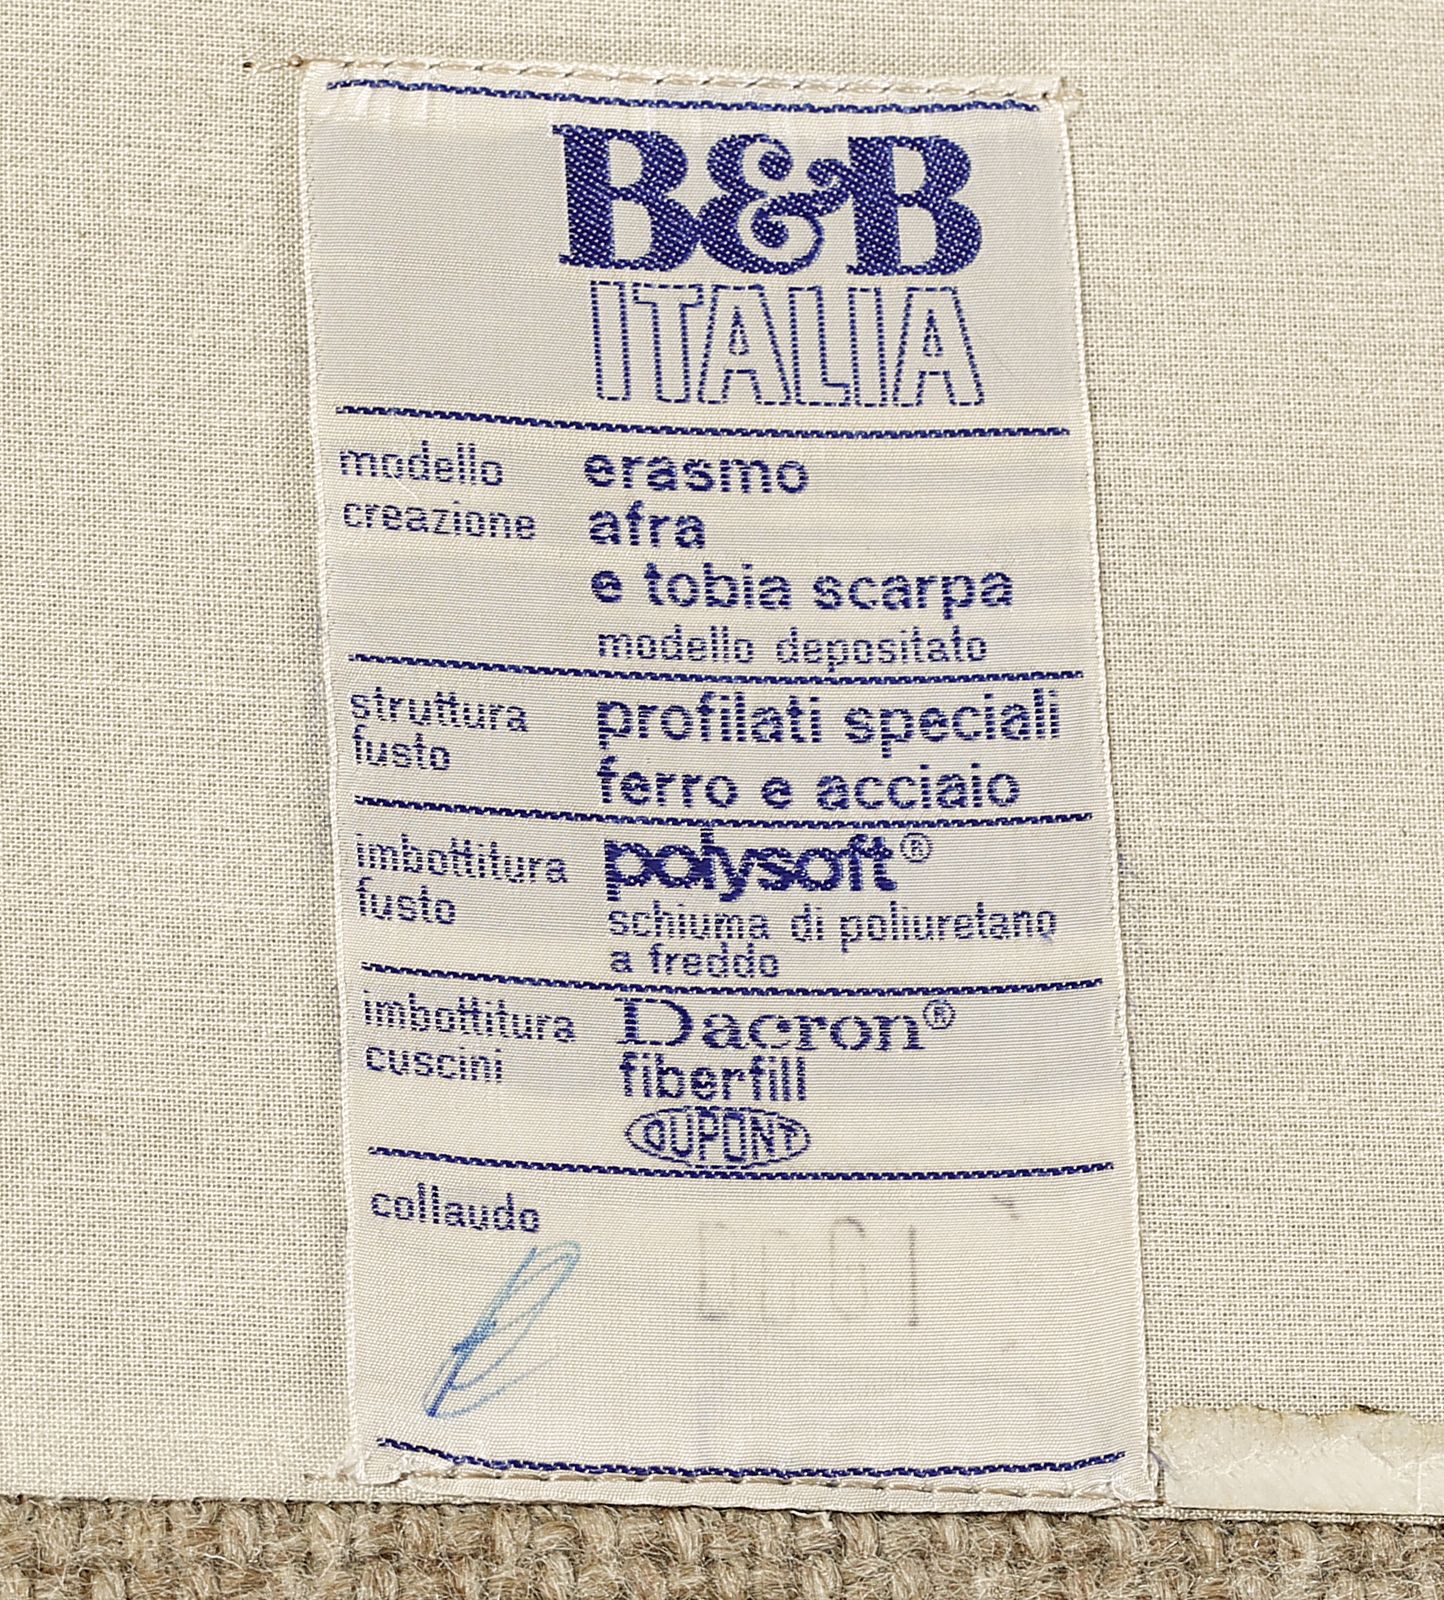 B&B
ITALIA
modello erasmo
creazione afra
e tobia scarpa
modello depositato
struttura profilati speciali
fusto ferro e acciaio
imbottitura polysoft®
fusto schiuma di poliuretano
a freddo
imbottitura Dacron®
cuscini fiberfill
DUPONT
collaudo